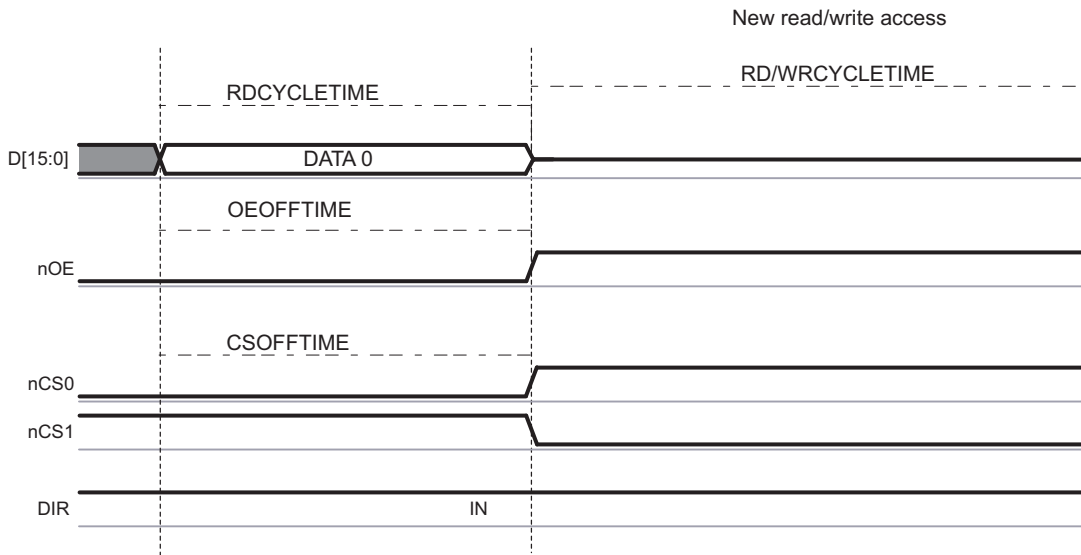 New read/write access
RDCYCLETIME
RD/WRCYCLETIME
D[15:0]
DATA 0
OEOFFTIME
nOE
CSOFFTIME
nCS0
nCS1
DIR
IN